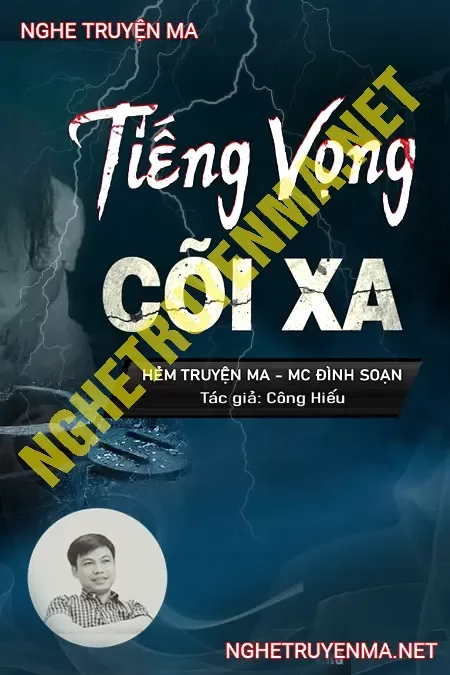 NGHE TRUYỆN MA
Tiếng Vọng
CÕI XA
NGHETRUYENMA.NET
HẺM TRUYỆN MA - MC ĐÌNH SOẠN
Tác giả: Công Hiếu
NGHETRUYENMA.NET